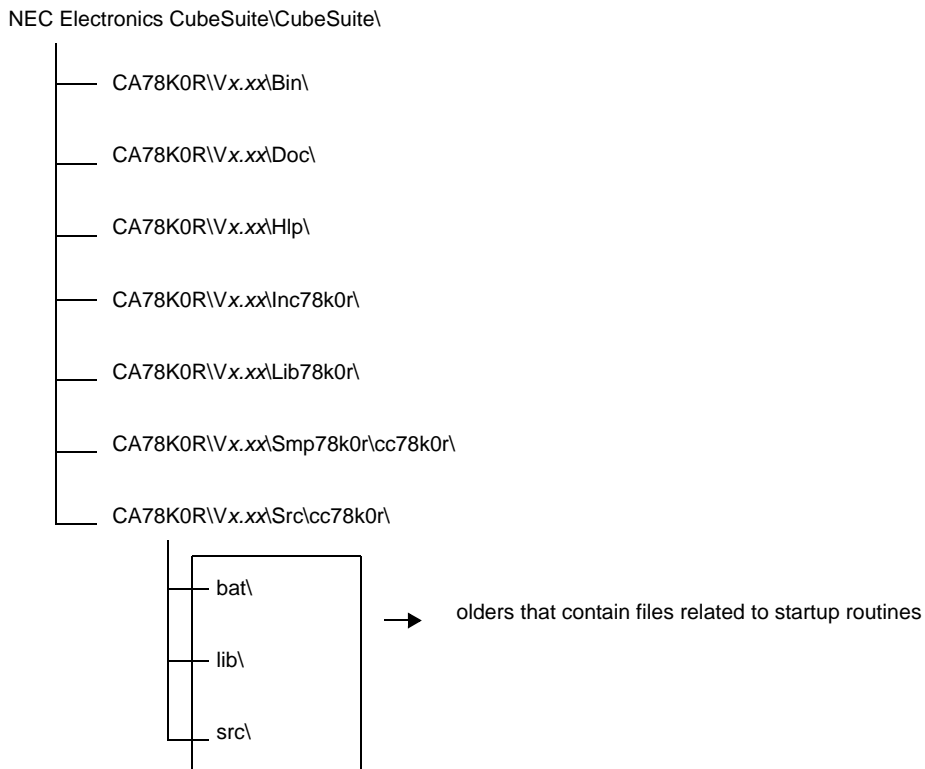 NEC Electronics CubeSuite\CubeSuite\
CA78K0R\Vx.xx\Bin\
CA78K0R\Vx.xx\Doc\
CA78K0R\Vx.xx\Hlp\
CA78K0R\Vx.xx\Inc78k0r\
CA78K0R\Vx.xx\Lib78k0r\
CA78K0R\Vx.xx\Smp78k0r\cc78k0r\
CA78K0R\Vx.xx\Src\cc78k0r\
bat\
olders that contain files related to startup routines
lib\
src\